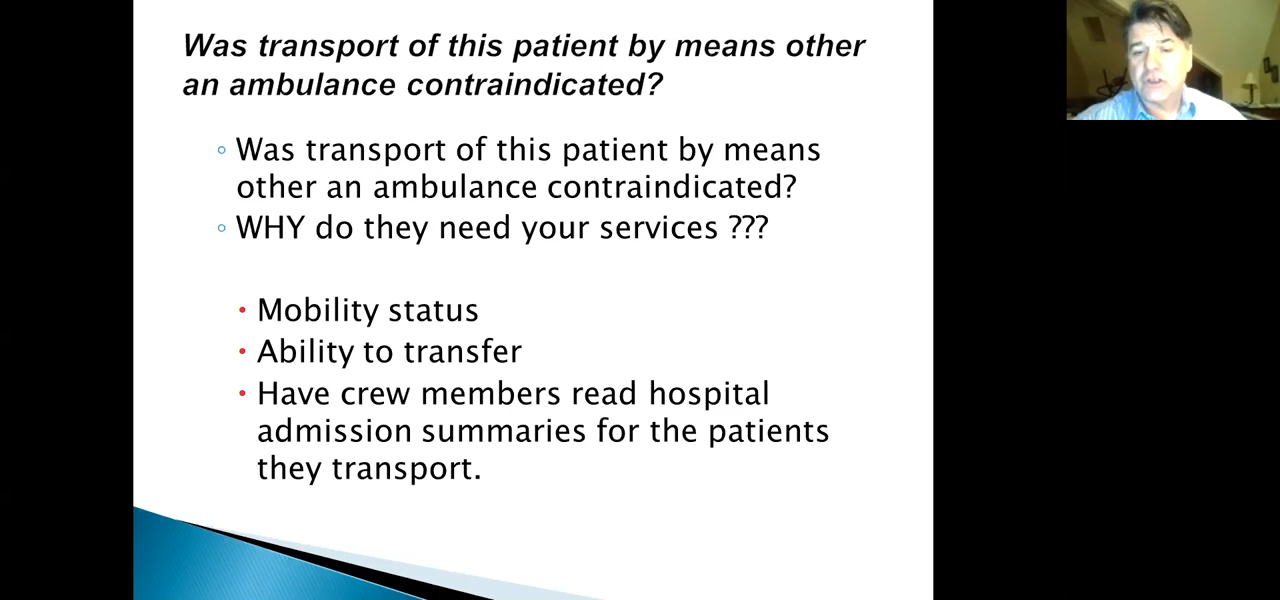 Was transport of this patient by means other
an ambulance contraindicated?
Was transport of this patient by means
other an ambulance contraindicated?
WHY do they need your services ???
Mobility status
Ability to transfer
Have crew members read hospital
admission summaries for the patients
they transport.